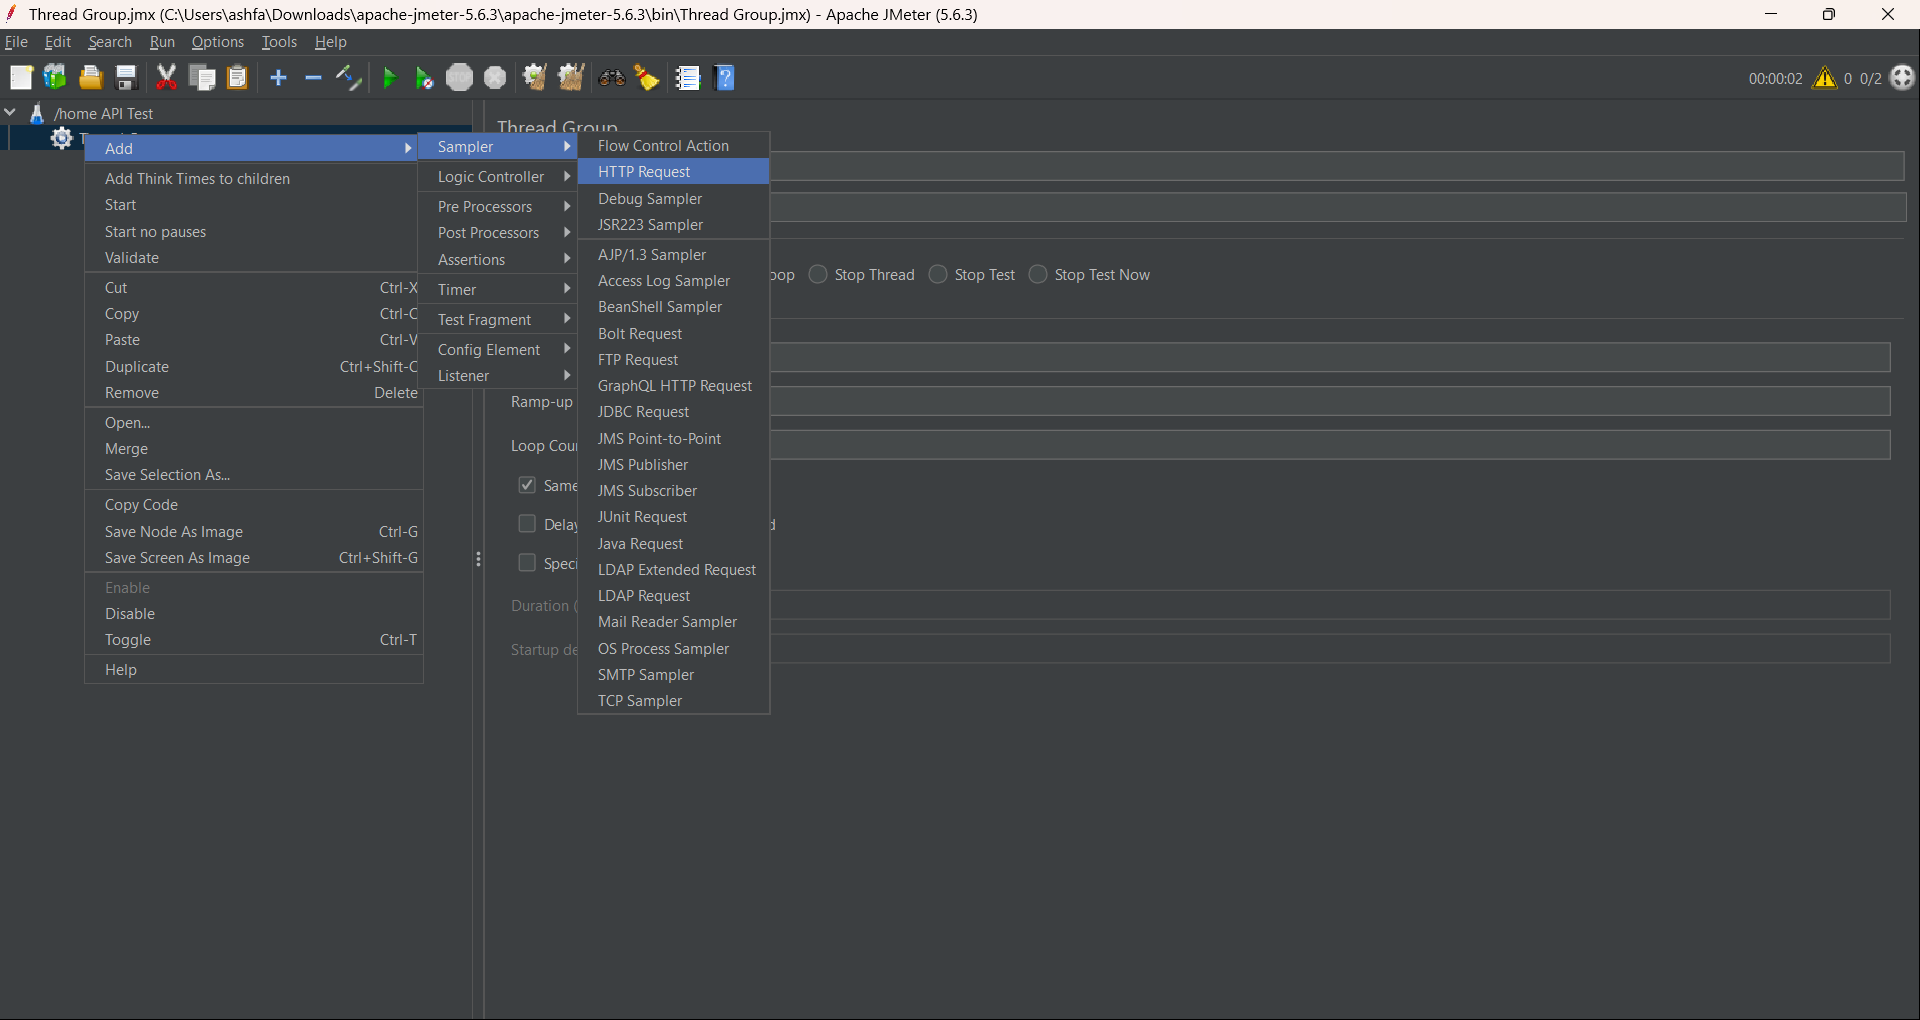 Thread Group.jmx (C:\Users\ashfa\Downloads\apache-jmeter-5.6.3\apache-jmeter-5.6.3\bin\Thread Group.jmx) - Apache JMeter (5.6.3)
File Edit Search Run Options Tools Help
STOP
00:00:02 0 0/2
/home API Test
Thread Group
Add
Add Think Times to children
Start
Start no pauses
Validate
Cut Ctrl-X
Copy Ctrl-C
Paste Ctrl-V
Duplicate Ctrl+Shift-C
Remove Delete
Open...
Merge
Save Selection As...
Copy Code
Save Node As Image Ctrl-G
Save Screen As Image Ctrl+Shift-G
Enable
Disable
Toggle Ctrl-T
Help
Sampler
Logic Controller
Pre Processors
Post Processors
Assertions
Timer
Test Fragment
Config Element
Listener
Flow Control Action
HTTP Request
Debug Sampler
JSR223 Sampler
AJP/1.3 Sampler
Access Log Sampler
BeanShell Sampler
Bolt Request
FTP Request
GraphQL HTTP Request
JDBC Request
JMS Point-to-Point
JMS Publisher
JMS Subscriber
JUnit Request
Java Request
LDAP Extended Request
LDAP Request
Mail Reader Sampler
OS Process Sampler
SMTP Sampler
TCP Sampler
Stop Thread Stop Test Stop Test Now
Ramp-up
Loop
Same
Duration
Startup